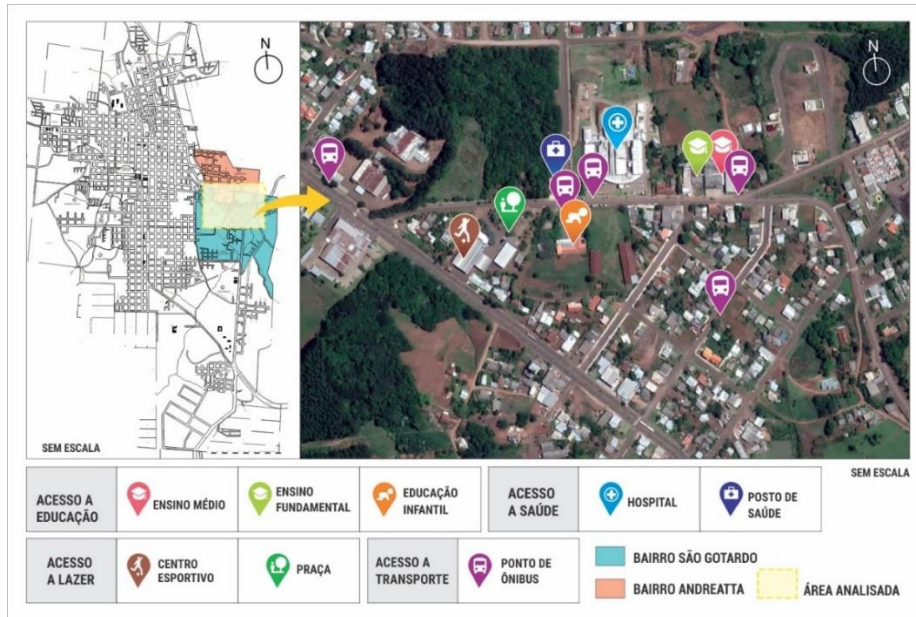 N
N
SEM ESCALA
SEM ESCALA
ACESSO A
EDUCAÇÃO
ENSINO MÉDIO
ENSINO
FUNDAMENTAL
EDUCAÇÃO
INFANTIL
ACESSO
A SAÚDE
HOSPITAL
POSTO DE
SAÚDE
ACESSO
A LAZER
CENTRO
ESPORTIVO
PRAÇA
ACESSO A
TRANSPORTE
PONTO DE
ÔNIBUS
BAIRRO SÃO GOTARDO
BAIRRO ANDREATTA
ÁREA ANALISADA